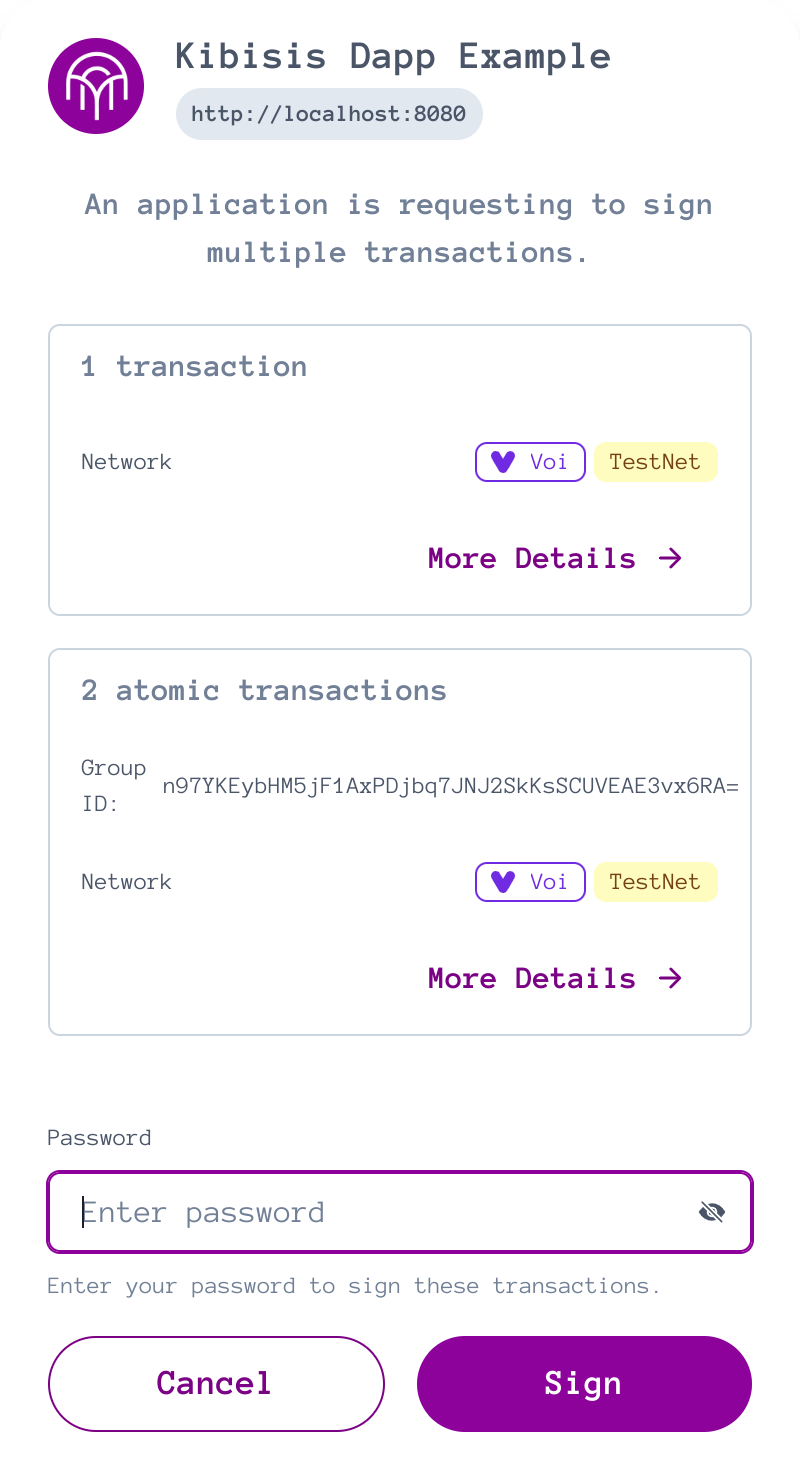 Kibisis Dapp Example
http://localhost:8080
An application is requesting to sign
multiple transactions.
1 transaction
Network Voi TestNet
More Details →
2 atomic transactions
Group
ID: n97YKEybHM5jF1AxPDjbq7JNJ2SkKsSCUVEAE3vx6RA=
Network Voi TestNet
More Details →
Password
Enter password
Enter your password to sign these transactions.
Cancel Sign